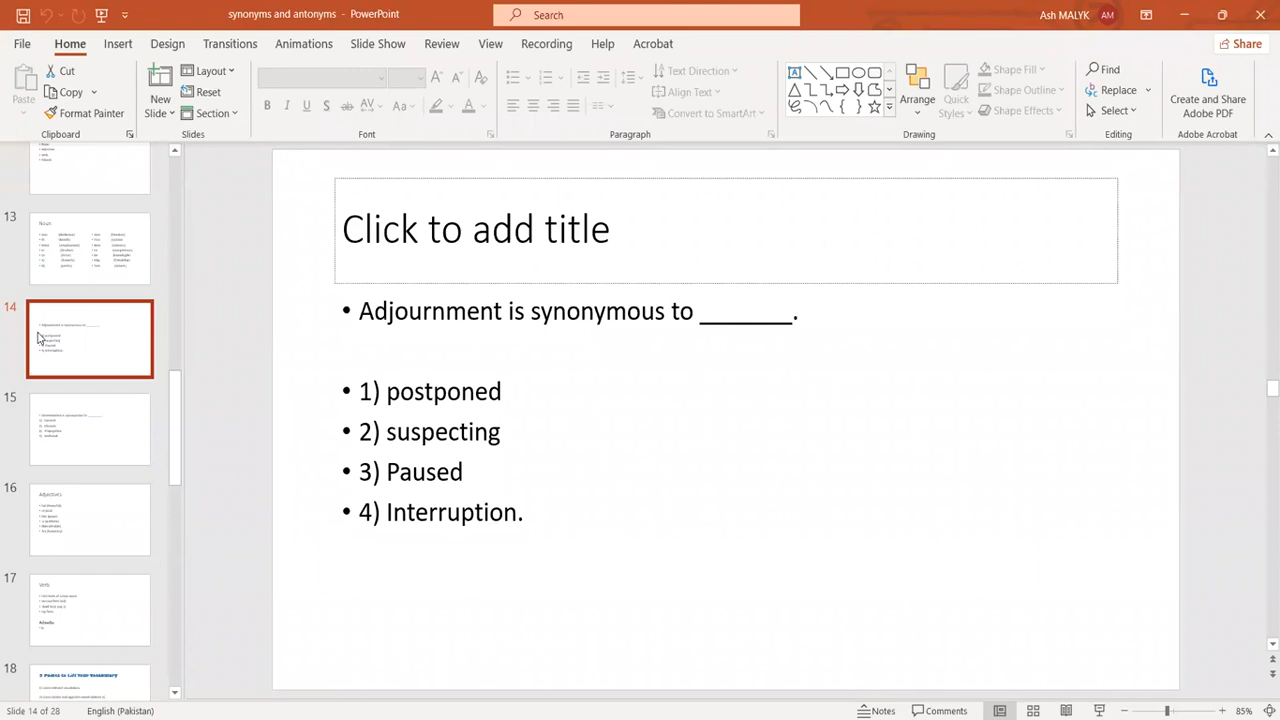 synonyms and antonyms - PowerPoint
Search
Ash MALYK
AM
File Home Insert Design Transitions Animations Slide Show Review View Recording Help Acrobat
Share
Paste
Cut
Copy
Format Painter
Clipboard
New Slide
Layout
Reset
Section
Slides
Font
Text Direction
Align Text
Convert to SmartArt
Paragraph
Arrange
Quick Styles
Shape Fill
Shape Outline
Shape Effects
Drawing
Find
Replace
Select
Editing
Create and Share Adobe PDF
Adobe Acrobat
13
Noun
14
15
16
Adjectives
17
Verb
18
Click to add title
• Adjournment is synonymous to _______.
• 1) postponed
• 2) suspecting
• 3) Paused
• 4) Interruption.
Slide 14 of 28
English (Pakistan)
Notes
Comments
85%